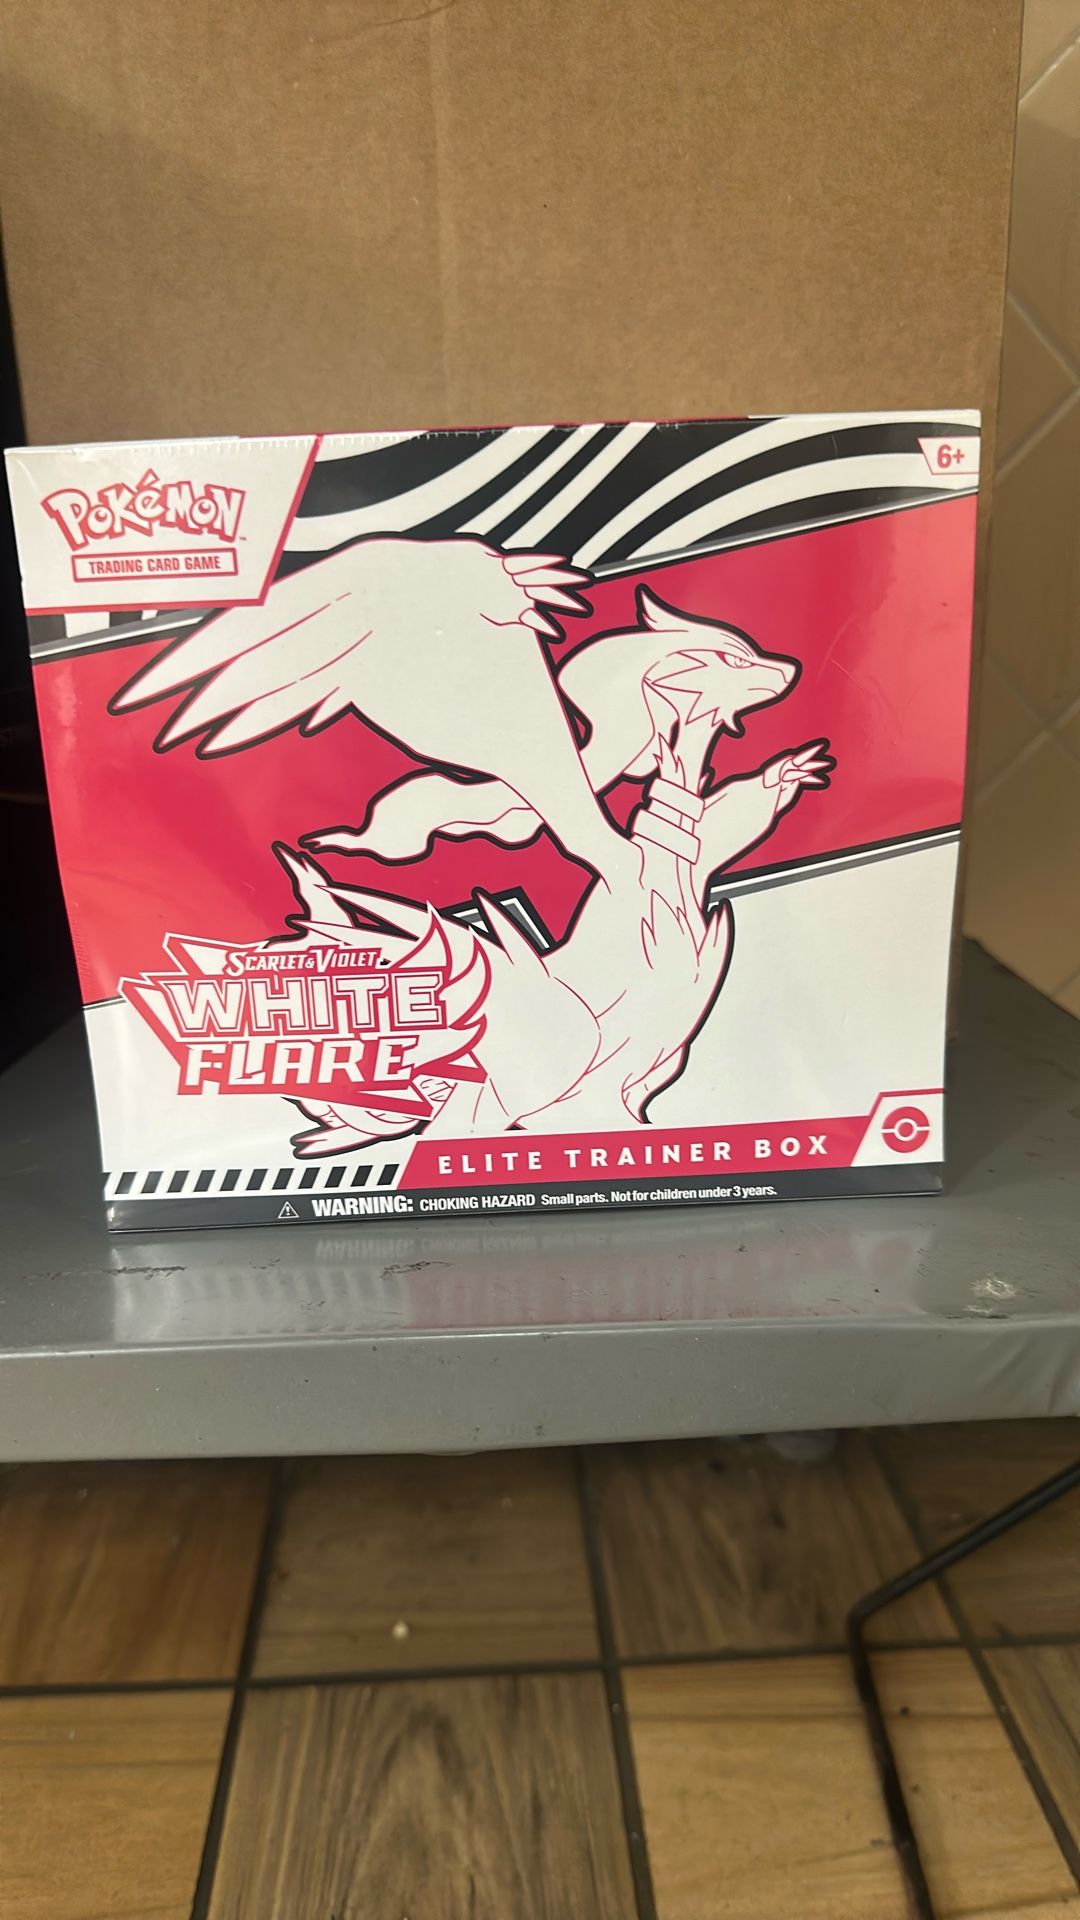 POKéMON
TRADING CARD GAME
6+
SCARLET & VIOLET
WHITE
FLARE
ELITE TRAINER BOX
WARNING: CHOKING HAZARD Small parts. Not for children under 3 years.